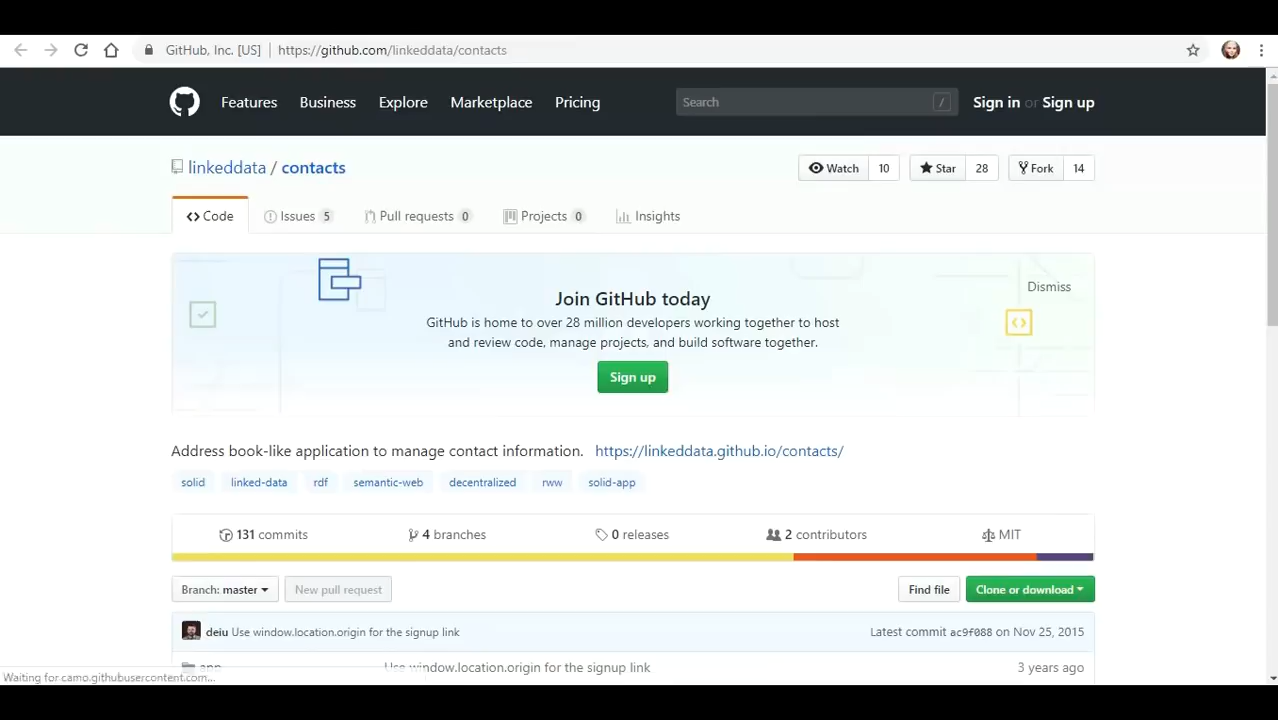 GitHub, Inc. [US] https://github.com/linkeddata/contacts
Features Business Explore Marketplace Pricing Search / Sign in or Sign up
linkeddata / contacts Watch 10 Star 28 Fork 14
Code Issues 5 Pull requests 0 Projects 0 Insights
Dismiss
Join GitHub today
GitHub is home to over 28 million developers working together to host
and review code, manage projects, and build software together.
Sign up
Address book-like application to manage contact information. https://linkeddata.github.io/contacts/
solid linked-data rdf semantic-web decentralized rww solid-app
131 commits 4 branches 0 releases 2 contributors MIT
Branch: master New pull request Find file Clone or download
deiu Use window.location.origin for the signup link Latest commit ac9f088 on Nov 25, 2015
app Use window.location.origin for the signup link 3 years ago
Waiting for camo.githubusercontent.com...